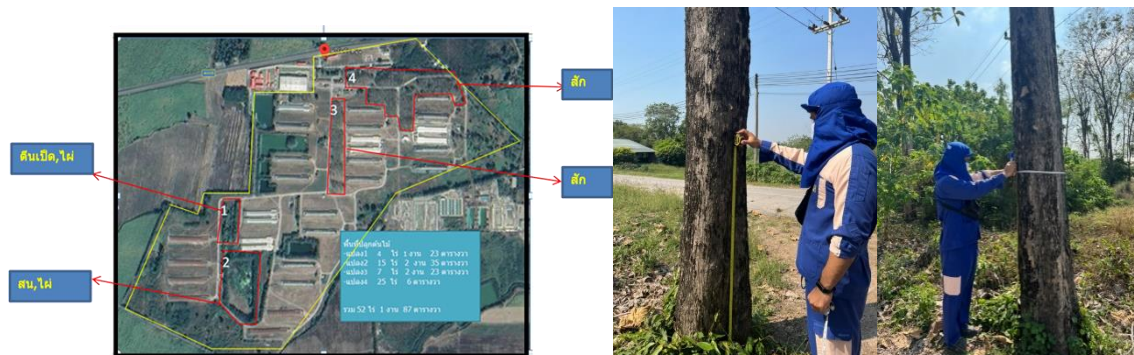 สัก
4
3
ตีนเป็ด,ไผ่
สัก
1
2
พื้นที่ปลูกต้นไม้
-แปลง1 4 ไร่ 1 งาน 23 ตารางวา
-แปลง2 15 ไร่ 2 งาน 35 ตารางวา
-แปลง3 7 ไร่ 2 งาน 23 ตารางวา
-แปลง4 25 ไร่ 6 ตารางวา
รวม 52 ไร่ 1 งาน 87 ตารางวา
สน,ไผ่